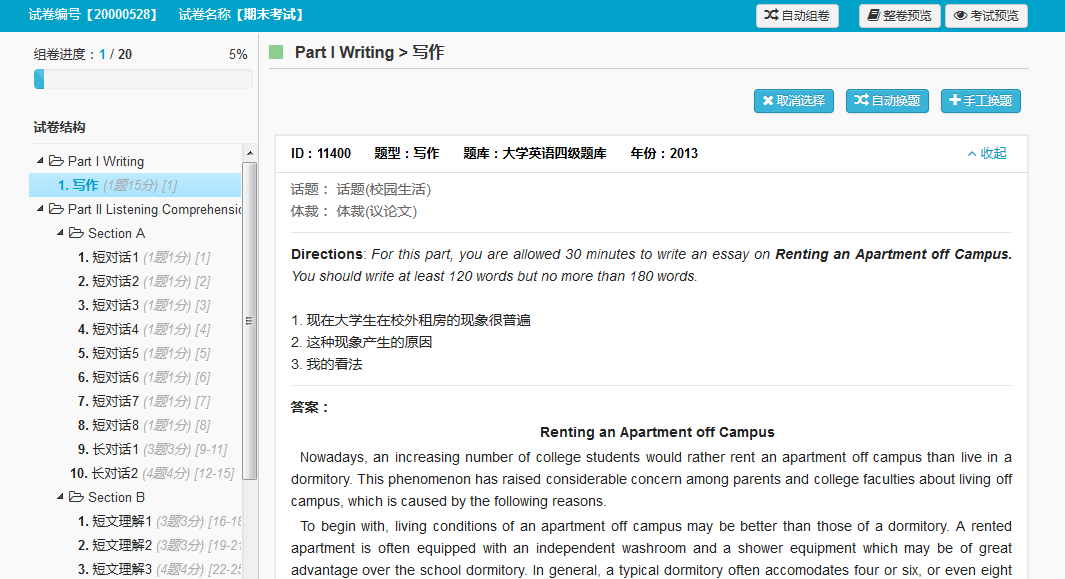 试卷编号【20000528】 试卷名称【期末考试】 自动组卷 整卷预览 考试预览
组卷进度：1 / 20 5%
试卷结构
Part I Writing
1. 写作 (1题15分) [1]
Part II Listening Comprehensio
Section A
1. 短对话1 (1题1分) [1]
2. 短对话2 (1题1分) [2]
3. 短对话3 (1题1分) [3]
4. 短对话4 (1题1分) [4]
5. 短对话5 (1题1分) [5]
6. 短对话6 (1题1分) [6]
7. 短对话7 (1题1分) [7]
8. 短对话8 (1题1分) [8]
9. 长对话1 (3题3分) [9-11]
10. 长对话2 (4题4分) [12-15]
Section B
1. 短文理解1 (3题3分) [16-18
2. 短文理解2 (3题3分) [19-21
3. 短文理解3 (4题4分) [22-25
Part I Writing > 写作
取消选择 自动换题 手工换题
ID：11400 题型：写作 题库：大学英语四级题库 年份：2013 收起
话题： 话题(校园生活)
体裁： 体裁(议论文)
Directions: For this part, you are allowed 30 minutes to write an essay on Renting an Apartment off Campus.
You should write at least 120 words but no more than 180 words.
1. 现在大学生在校外租房的现象很普遍
2. 这种现象产生的原因
3. 我的看法
答案：
Renting an Apartment off Campus
Nowadays, an increasing number of college students would rather rent an apartment off campus than live in a
dormitory. This phenomenon has raised considerable concern among parents and college faculties about living off
campus, which is caused by the following reasons.
To begin with, living conditions of an apartment off campus may be better than those of a dormitory. A rented
apartment is often equipped with an independent washroom and a shower equipment which may be of great
advantage over the school dormitory. In general, a typical dormitory often accomodates four or six, or even eight